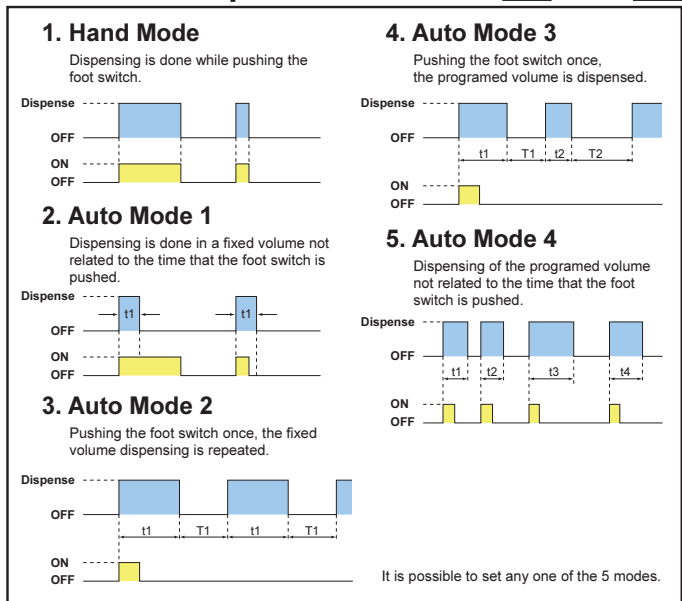 1. Hand Mode
Dispensing is done while pushing the
foot switch.
Dispense
OFF
ON
OFF
2. Auto Mode 1
Dispensing is done in a fixed volume not
related to the time that the foot switch is
pushed.
Dispense
t1 t1
OFF
ON
OFF
3. Auto Mode 2
Pushing the foot switch once, the fixed
volume dispensing is repeated.
Dispense
OFF
t1 T1 t1 T1
ON
OFF
4. Auto Mode 3
Pushing the foot switch once,
the programed volume is dispensed.
Dispense
OFF
t1 T1 t2 T2
ON
OFF
5. Auto Mode 4
Dispensing of the programed volume
not related to the time that the foot
switch is pushed.
Dispense
OFF
t1 t2 t3 t4
ON
OFF
It is possible to set any one of the 5 modes.